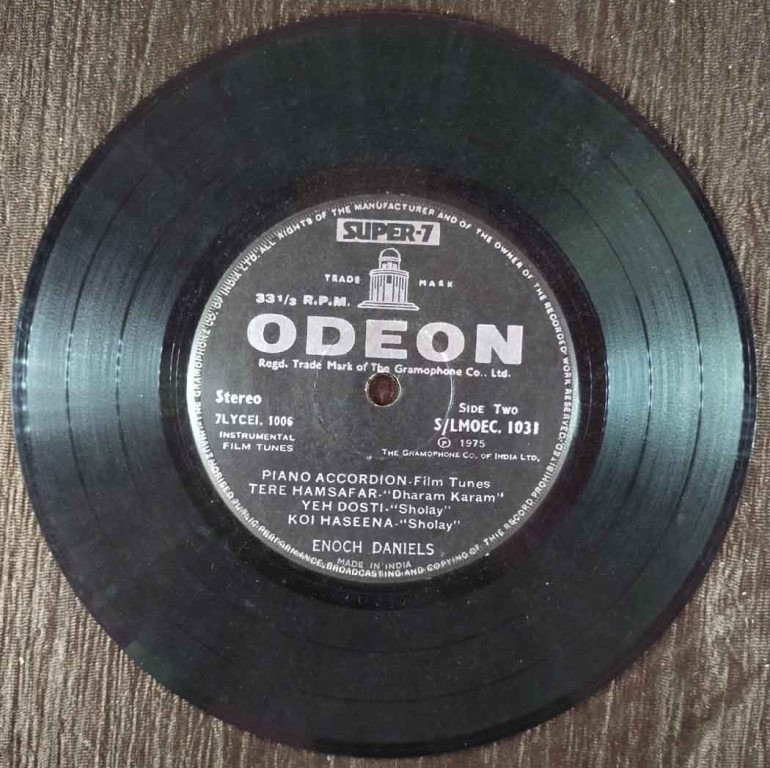 SUPER-7
TRADE MARK
33 1/3 R.P.M.
ODEON
Regd. Trade Mark of The Gramophone Co.. Ltd.
Stereo
7LYCEI. 1006
INSTRUMENTAL
FILM TUNES
SIDE TWO
S/LMOEC. 1031
℗ 1975
THE GRAMOPHONE CO. OF INDIA LTD.
PIANO ACCORDION-Film Tunes
TERE HAMSAFAR-"Dharam Karam"
YEH DOSTI-"Sholay"
KOI HASEENA-"Sholay"
ENOCH DANIELS
MADE IN INDIA
THE GRAMOPHONE CO. OF INDIA LTD. ALL RIGHTS OF THE MANUFACTURER AND OF THE OWNER OF THE RECORDED WORK RESERVED. UNAUTHORISED PUBLIC PERFORMANCE, BROADCASTING AND COPYING OF THIS RECORD PROHIBITED